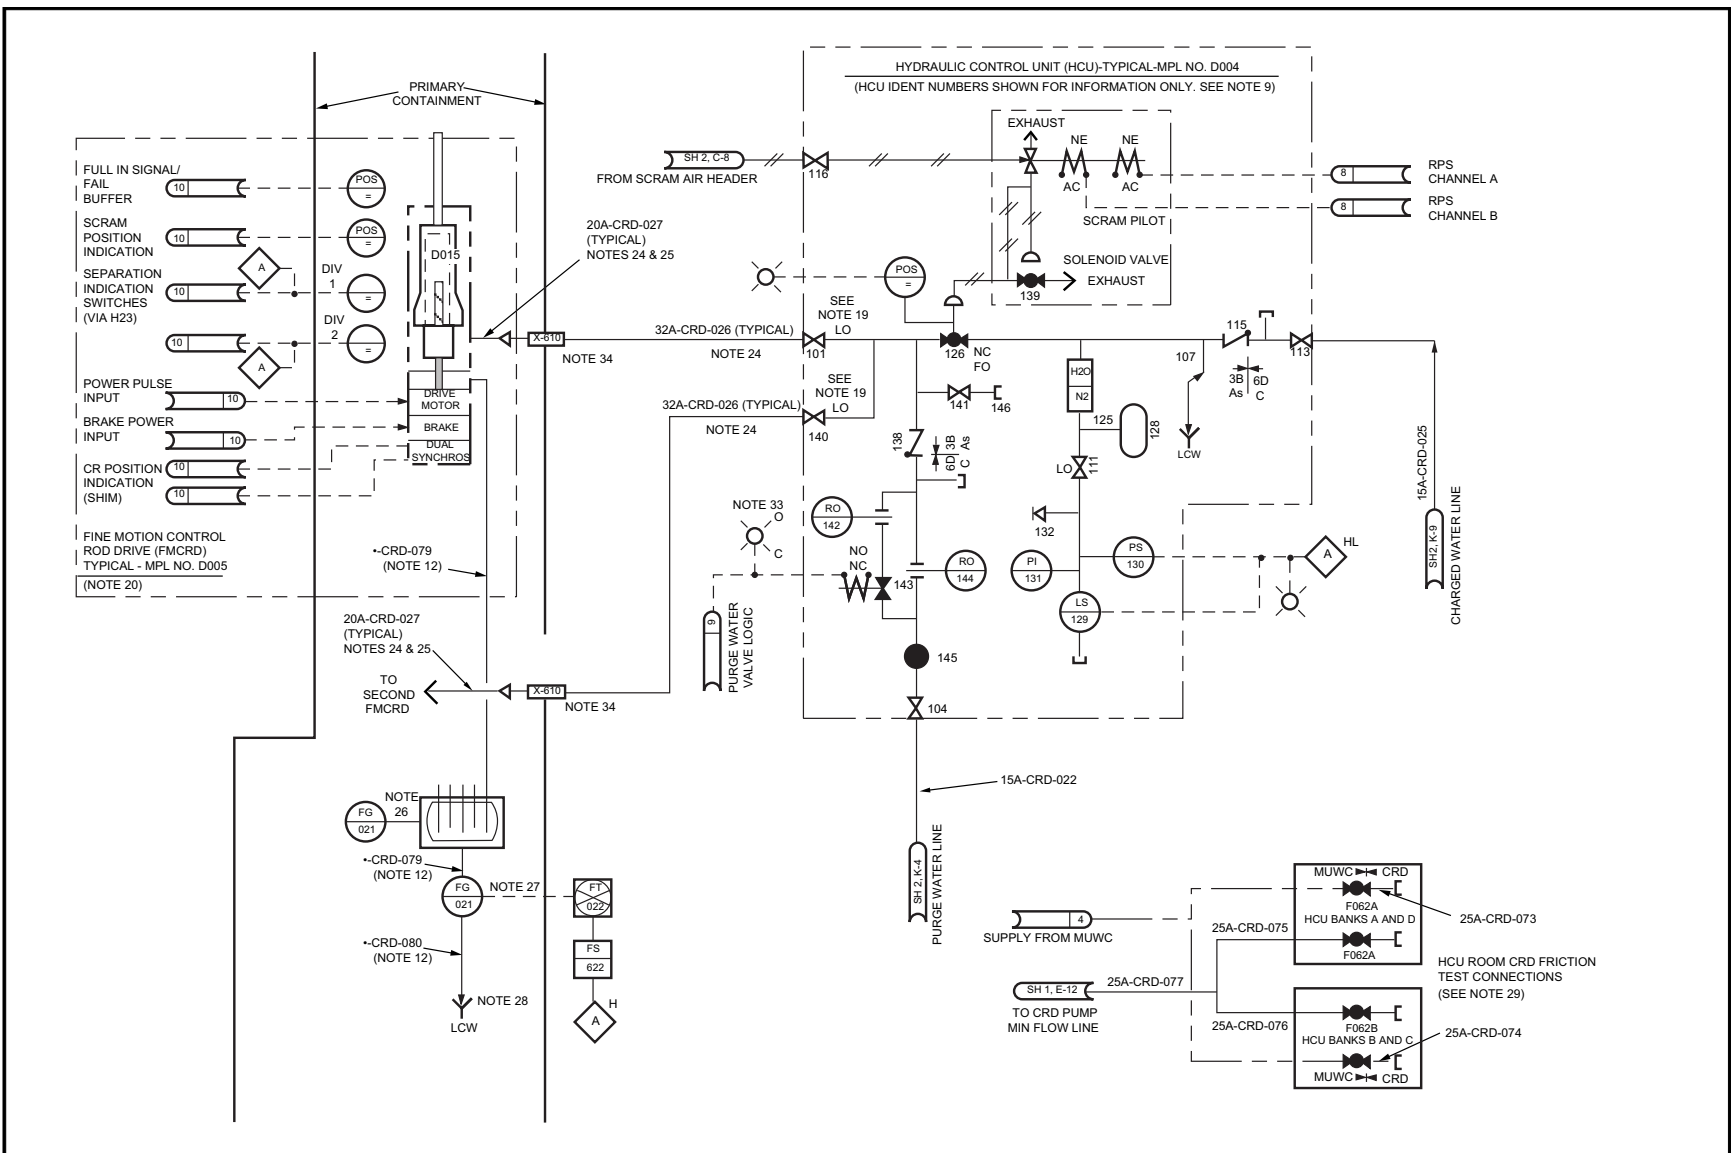 PRIMARY
CONTAINMENT
HYDRAULIC CONTROL UNIT (HCU)-TYPICAL-MPL NO. D004
(HCU IDENT NUMBERS SHOWN FOR INFORMATION ONLY. SEE NOTE 9)
EXHAUST
NE
NE
AC
AC
SCRAM PILOT
SOLENOID VALVE
EXHAUST
139
SH 2, C-8
FROM SCRAM AIR HEADER
116
8
RPS
CHANNEL A
8
RPS
CHANNEL B
FULL IN SIGNAL/
FAIL
BUFFER
10
POS
=
SCRAM
POSITION
INDICATION
10
POS
=
SEPARATION
INDICATION
SWITCHES
(VIA H23)
A
10
DIV
1
=
10
DIV
2
=
A
POWER PULSE
INPUT
10
BRAKE POWER
INPUT
10
CR POSITION
INDICATION
(SHIM)
10
10
D015
DRIVE
MOTOR
BRAKE
DUAL
SYNCHROS
FINE MOTION CONTROL
ROD DRIVE (FMCRD)
TYPICAL - MPL NO. D005
(NOTE 20)
20A-CRD-027
(TYPICAL)
NOTES 24 & 25
X-610
NOTE 34
32A-CRD-026 (TYPICAL)
NOTE 24
SEE
NOTE 19
LO
101
POS
=
126
NC
FO
32A-CRD-026 (TYPICAL)
NOTE 24
SEE
NOTE 19
LO
140
141
146
138
6D 3B
C As
H2O
N2
125
128
LO
111
107
LCW
115
3B
As
6D
C
113
15A-CRD-025
SH2, K-9
CHARGED WATER LINE
132
PI
131
PS
130
LS
129
A
HL
RO
142
RO
144
NOTE 33
O
C
NO
NC
143
9
PURGE WATER
VALVE LOGIC
145
104
•-CRD-079
(NOTE 12)
20A-CRD-027
(TYPICAL)
NOTES 24 & 25
TO
SECOND
FMCRD
X-610
NOTE 34
15A-CRD-022
SH 2, K-4
PURGE WATER LINE
NOTE
26
FG
021
•-CRD-079
(NOTE 12)
FG
021
NOTE 27
FT
022
FS
622
H
A
•-CRD-080
(NOTE 12)
NOTE 28
LCW
4
SUPPLY FROM MUWC
SH 1, E-12
TO CRD PUMP
MIN FLOW LINE
25A-CRD-077
25A-CRD-075
25A-CRD-076
MUWC
CRD
F062A
HCU BANKS A AND D
F062A
25A-CRD-073
HCU ROOM CRD FRICTION
TEST CONNECTIONS
(SEE NOTE 29)
F062B
HCU BANKS B AND C
25A-CRD-074
MUWC
CRD